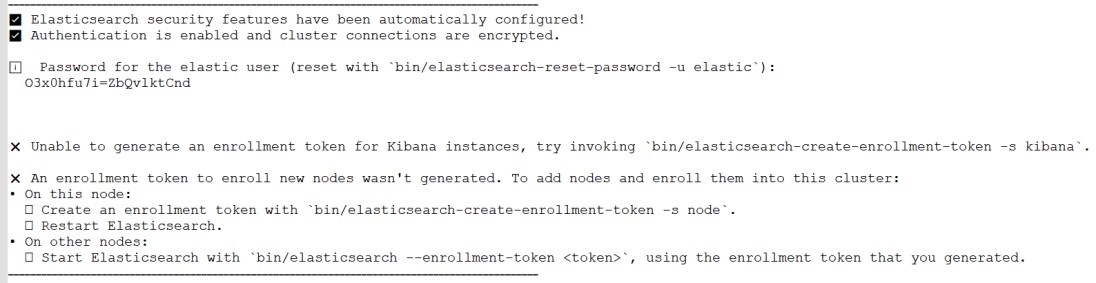 Elasticsearch security features have been automatically configured!
Authentication is enabled and cluster connections are encrypted.
Password for the elastic user (reset with `bin/elasticsearch-reset-password -u elastic`):
O3x0hfu7i=ZbQvlktCnd
Unable to generate an enrollment token for Kibana instances, try invoking `bin/elasticsearch-create-enrollment-token -s kibana`.
An enrollment token to enroll new nodes wasn't generated. To add nodes and enroll them into this cluster:
• On this node:
Create an enrollment token with `bin/elasticsearch-create-enrollment-token -s node`.
Restart Elasticsearch.
• On other nodes:
Start Elasticsearch with `bin/elasticsearch --enrollment-token <token>`, using the enrollment token that you generated.